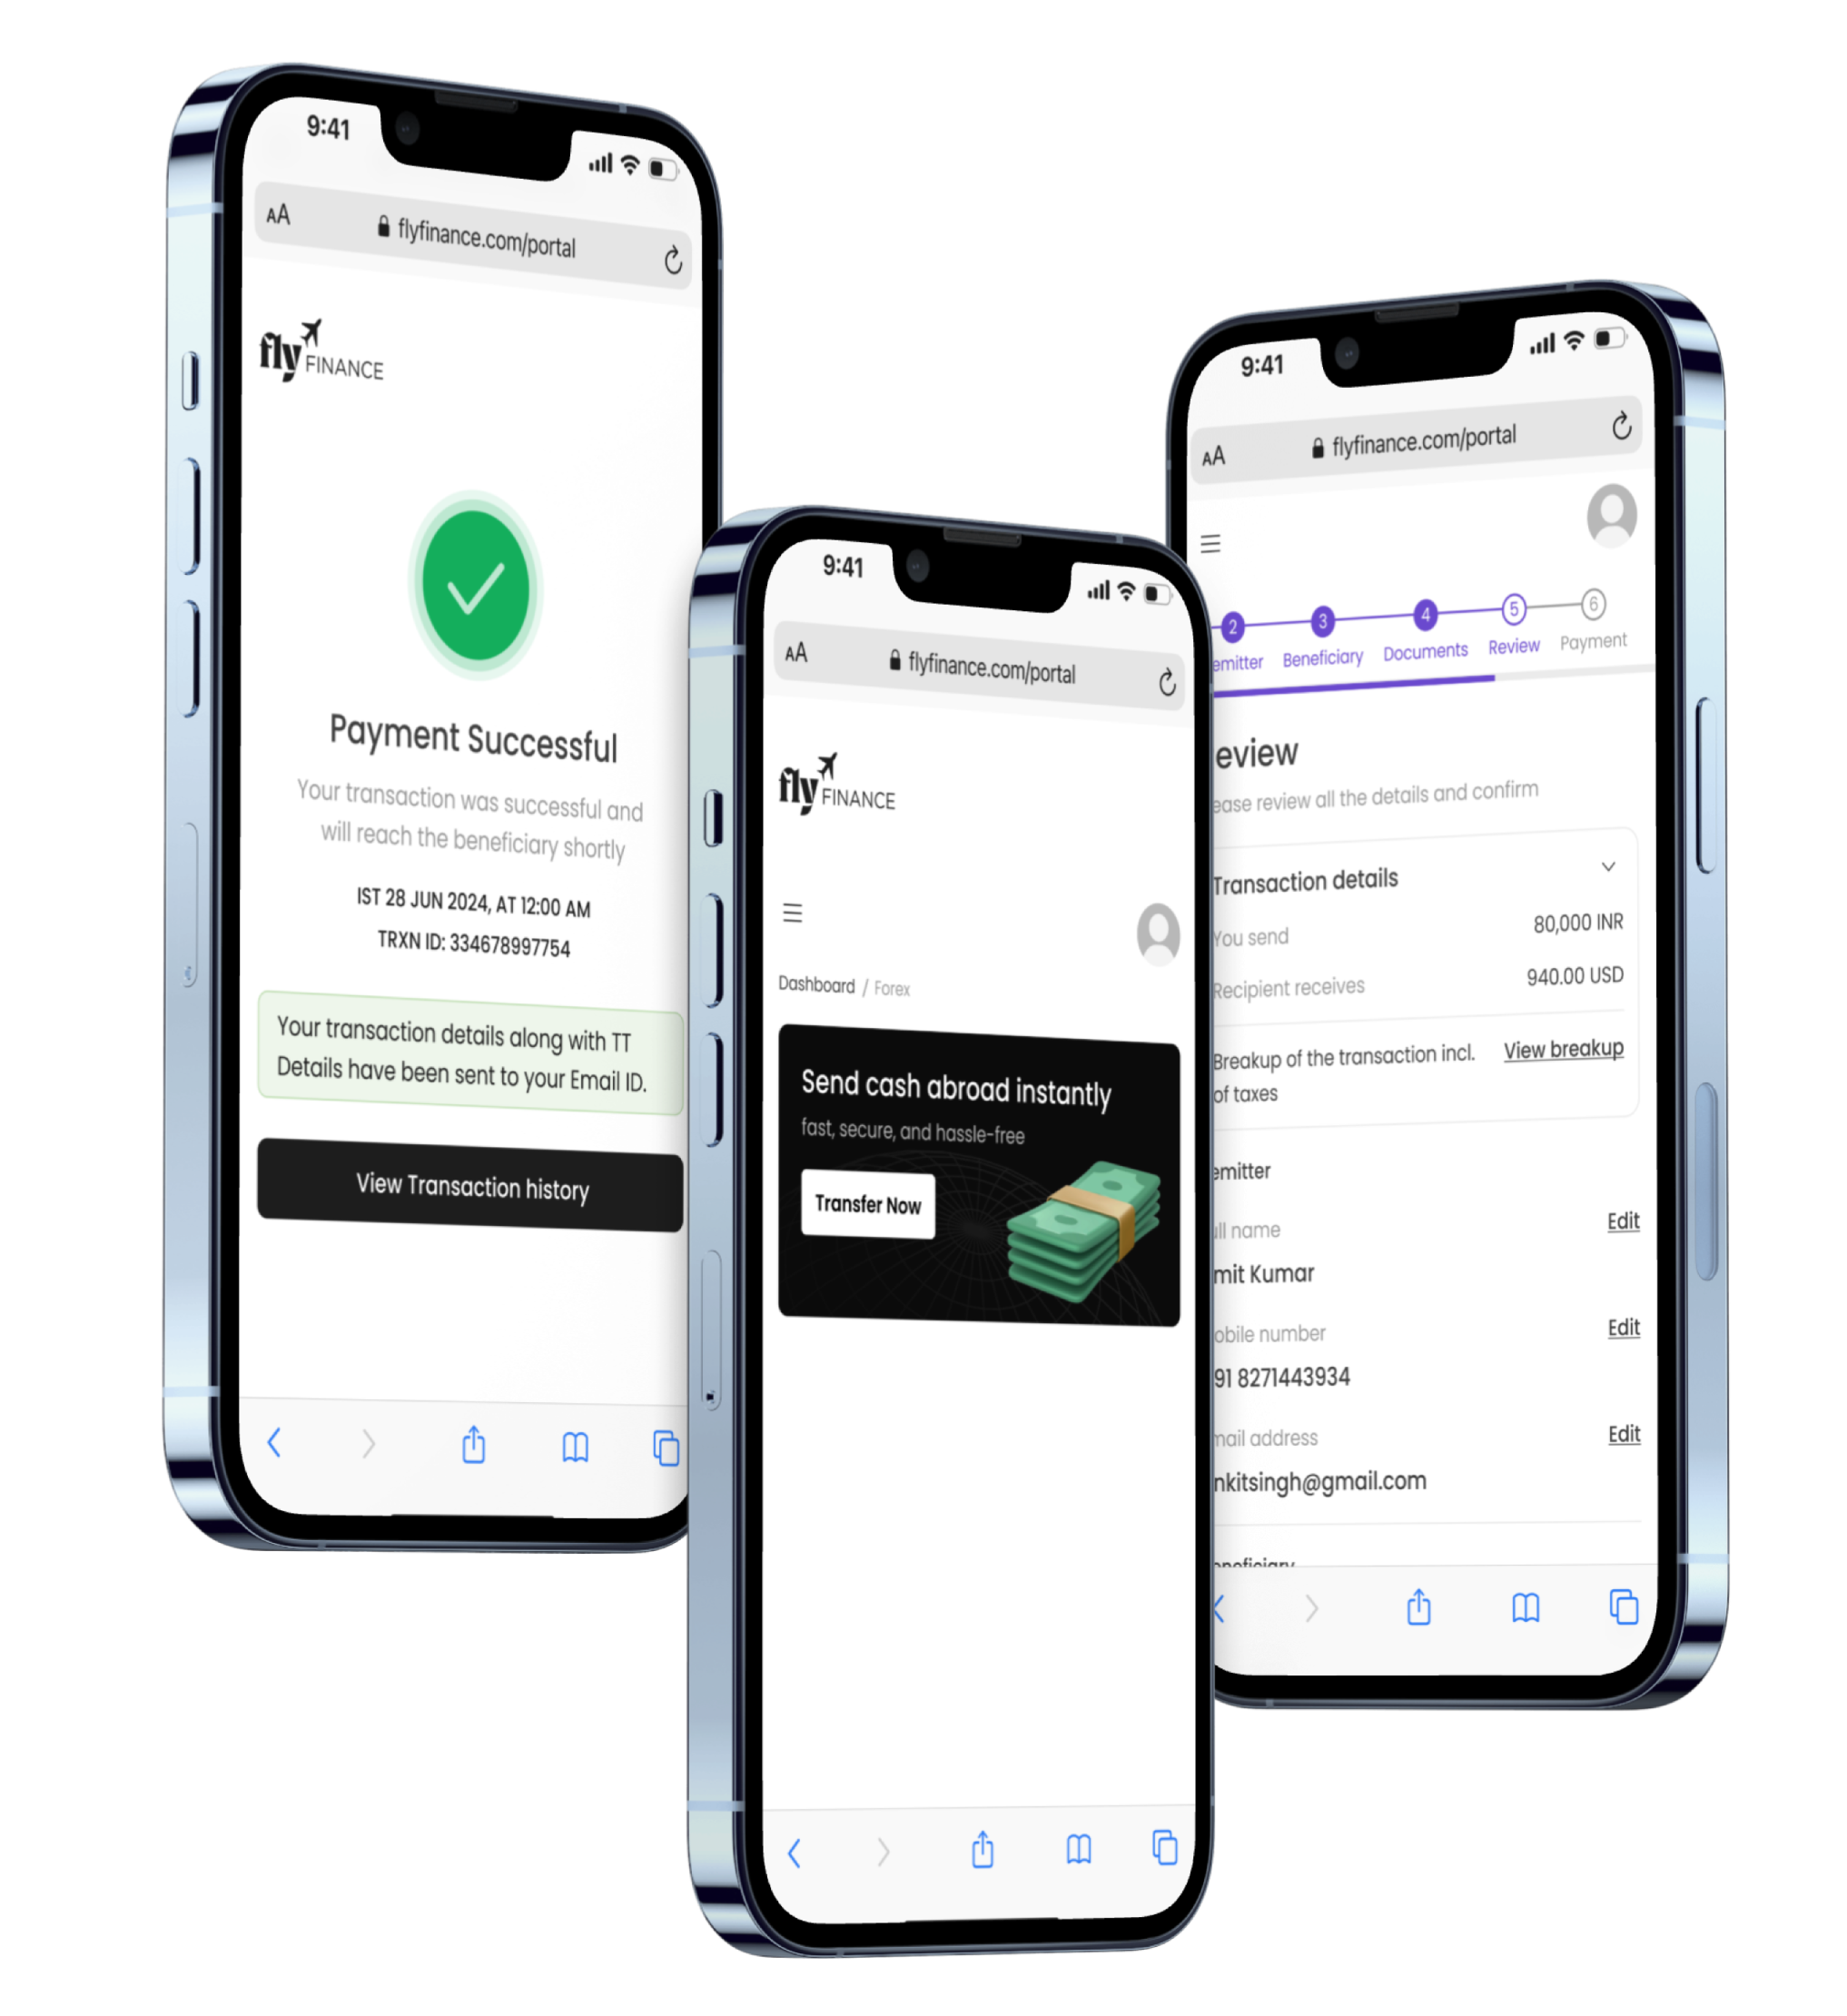 9:41
AA
flyfinance.com/portal
fly
FINANCE
Payment Successful
Your transaction was successful and
will reach the beneficiary shortly
IST 28 JUN 2024, AT 12:00 AM
TRXN ID: 334678997754
Your transaction details along with TT
Details have been sent to your Email ID.
View Transaction history
9:41
AA
flyfinance.com/portal
fly
FINANCE
Dashboard / Forex
Send cash abroad instantly
fast, secure, and hassle-free
Transfer Now
9:41
AA
flyfinance.com/portal
2 3 4 5 6
emitter Beneficiary Documents Review Payment
eview
ease review all the details and confirm
Transaction details
You send 80,000 INR
Recipient receives 940.00 USD
Breakup of the transaction incl. View breakup
of taxes
emitter
ll name Edit
mit Kumar
obile number Edit
91 8271443934
mail address Edit
nkitsingh@gmail.com
eneficiary